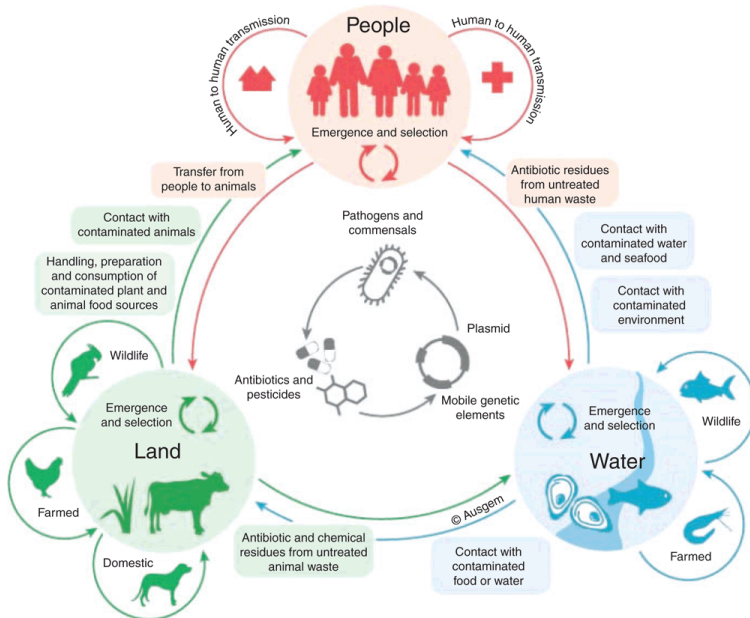 People
Human to human transmission
Human to human transmission
Emergence and selection
Transfer from
people to animals
Antibiotic residues
from untreated
human waste
Contact with
contaminated animals
Pathogens and
commensals
Contact with
contaminated water
and seafood
Handling, preparation
and consumption of
contaminated plant and
animal food sources
Contact with
contaminated
environment
Plasmid
Wildlife
Antibiotics and
pesticides
Mobile genetic
elements
Emergence
and selection
Land
Emergence
and selection
Water
Wildlife
Farmed
Farmed
Domestic
© Ausgem
Antibiotic and chemical
residues from untreated
animal waste
Contact with
contaminated
food or water